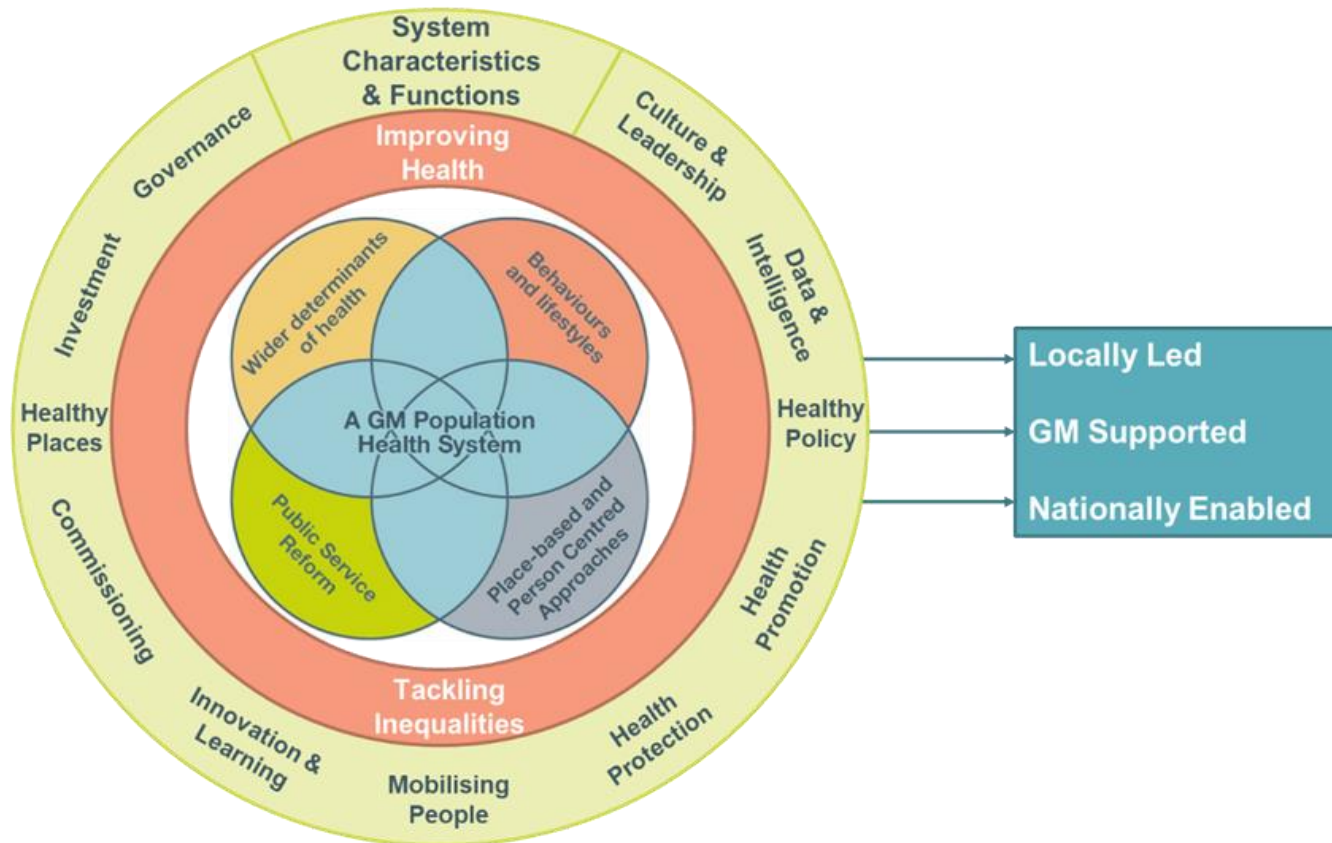 System
Characteristics
& Functions
Culture &
Leadership
Data &
Intelligence
Healthy
Policy
Health
Promotion
Health
Protection
Mobilising
People
Innovation &
Learning
Commissioning
Healthy
Places
Investment
Governance
Improving
Health
Tackling
Inequalities
Wider determinants
of health
Behaviours
and lifestyles
A GM Population
Health System
Public Service
Reform
Place-based and
Person Centred
Approaches
Locally Led
GM Supported
Nationally Enabled